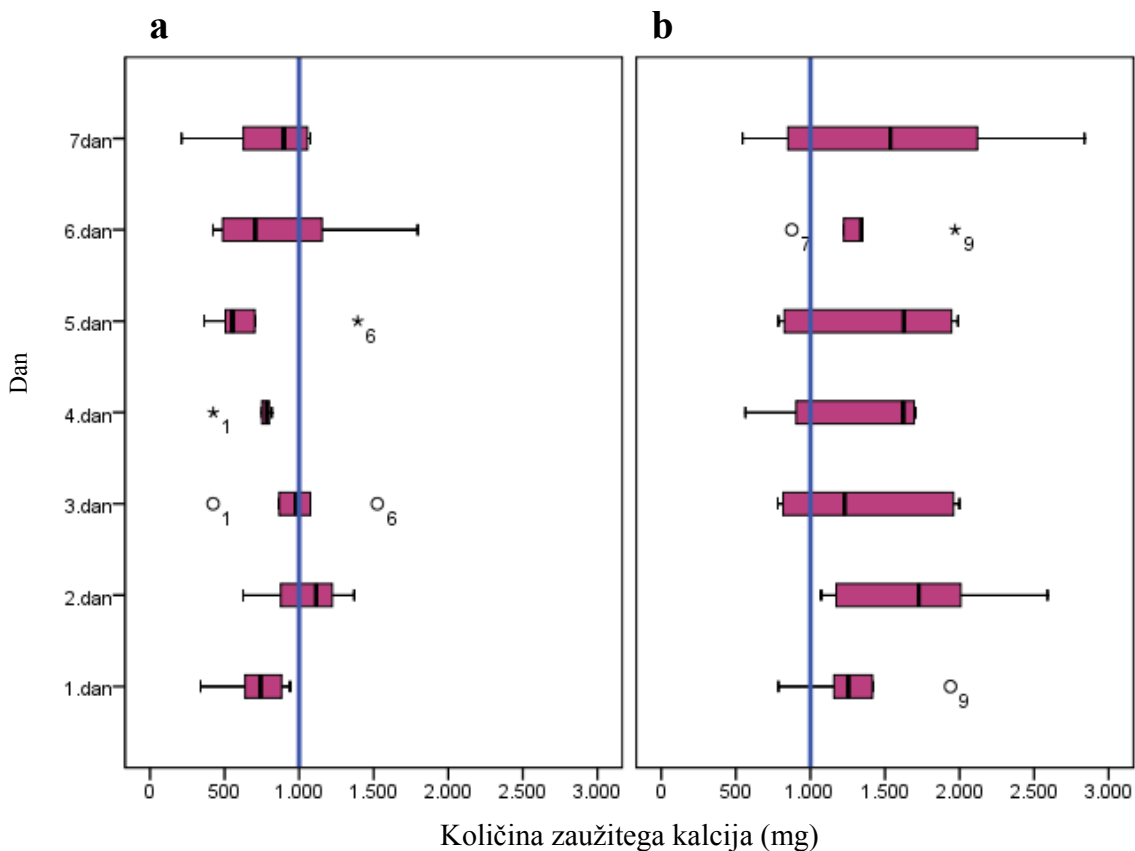 a
b
7dan
6.dan
7
9
5.dan
6
4.dan
1
3.dan
1
6
2.dan
1.dan
9
Dan
0 500 1.000 1.500 2.000 2.500 3.000
0 500 1.000 1.500 2.000 2.500 3.000
Količina zaužitega kalcija (mg)